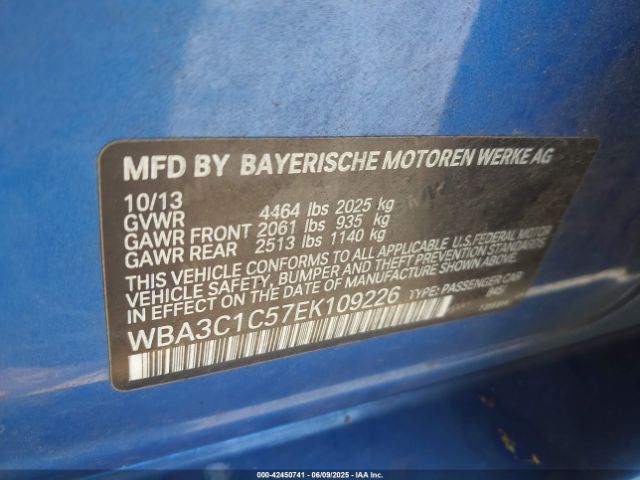 MFD BY BAYERISCHE MOTOREN WERKE AG
10/13
GVWR 4464 lbs 2025 kg
GAWR FRONT 2061 lbs 935 kg
GAWR REAR 2513 lbs 1140 kg
THIS VEHICLE CONFORMS TO ALL APPLICABLE U.S. FEDERAL MOTOR
VEHICLE SAFETY, BUMPER AND THEFT PREVENTION STANDARDS
IN EFFECT ON THE DATE OF MANUFACTURE SHOWN ABOVE.
WBA3C1C57EK109226 TYPE: PASSENGER CAR
000-42450741 - 06/09/2025 - IAAI.com